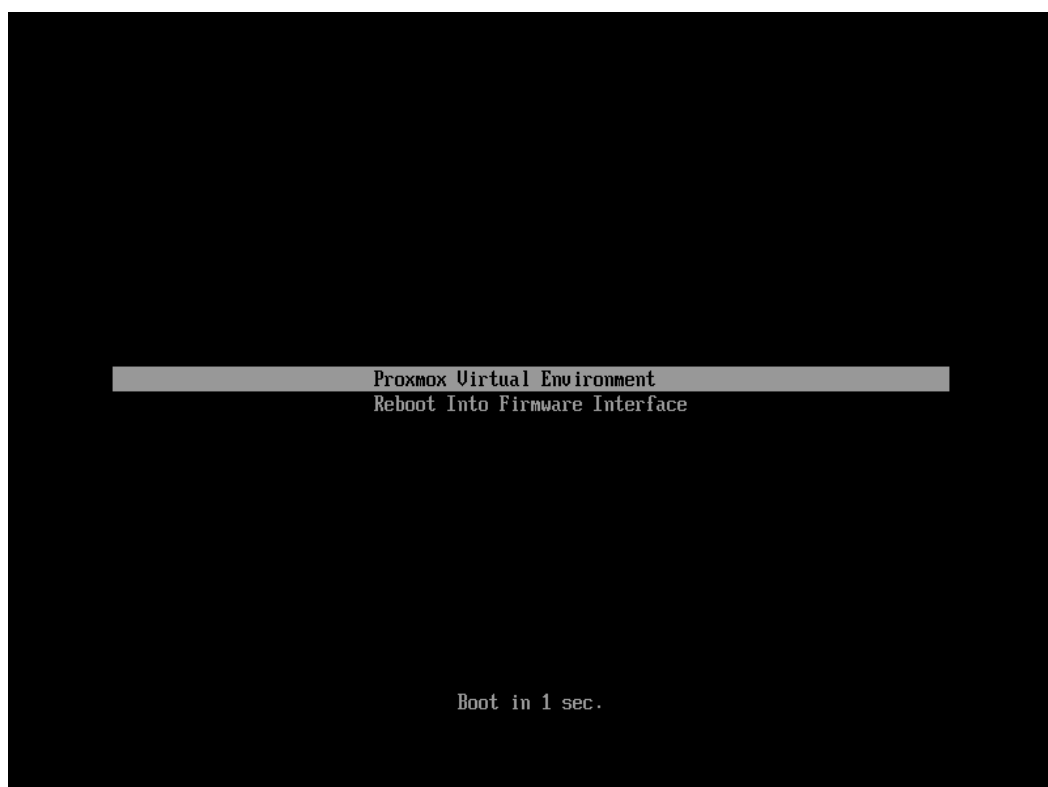 Proxmox Virtual Environment
Reboot Into Firmware Interface
Boot in 1 sec.